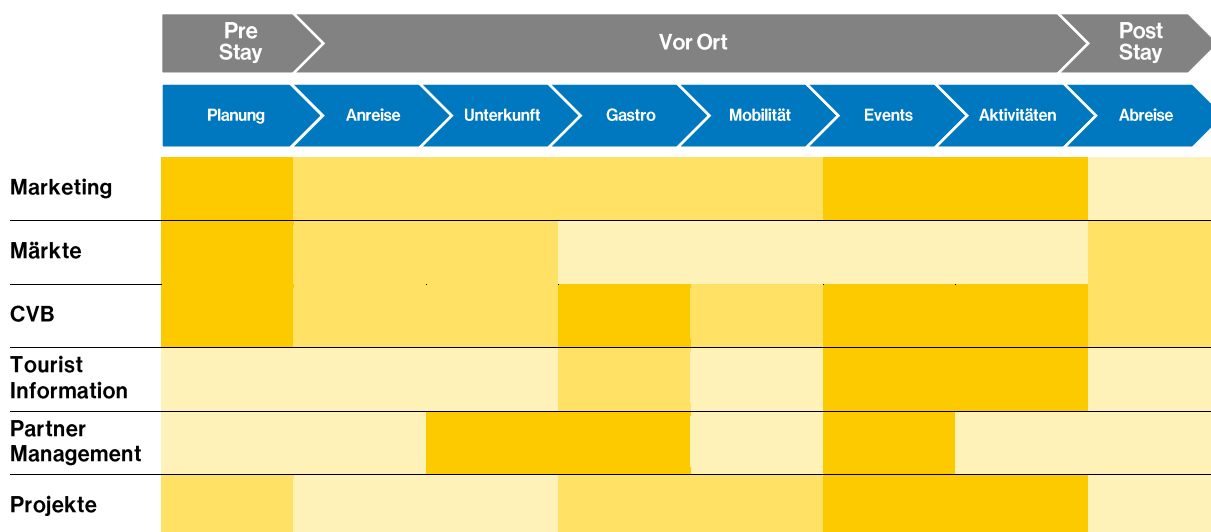 Pre
Stay
Vor Ort
Post
Stay
Planung
Anreise
Unterkunft
Gastro
Mobilität
Events
Aktivitäten
Abreise
Marketing
Märkte
CVB
Tourist
Information
Partner
Management
Projekte